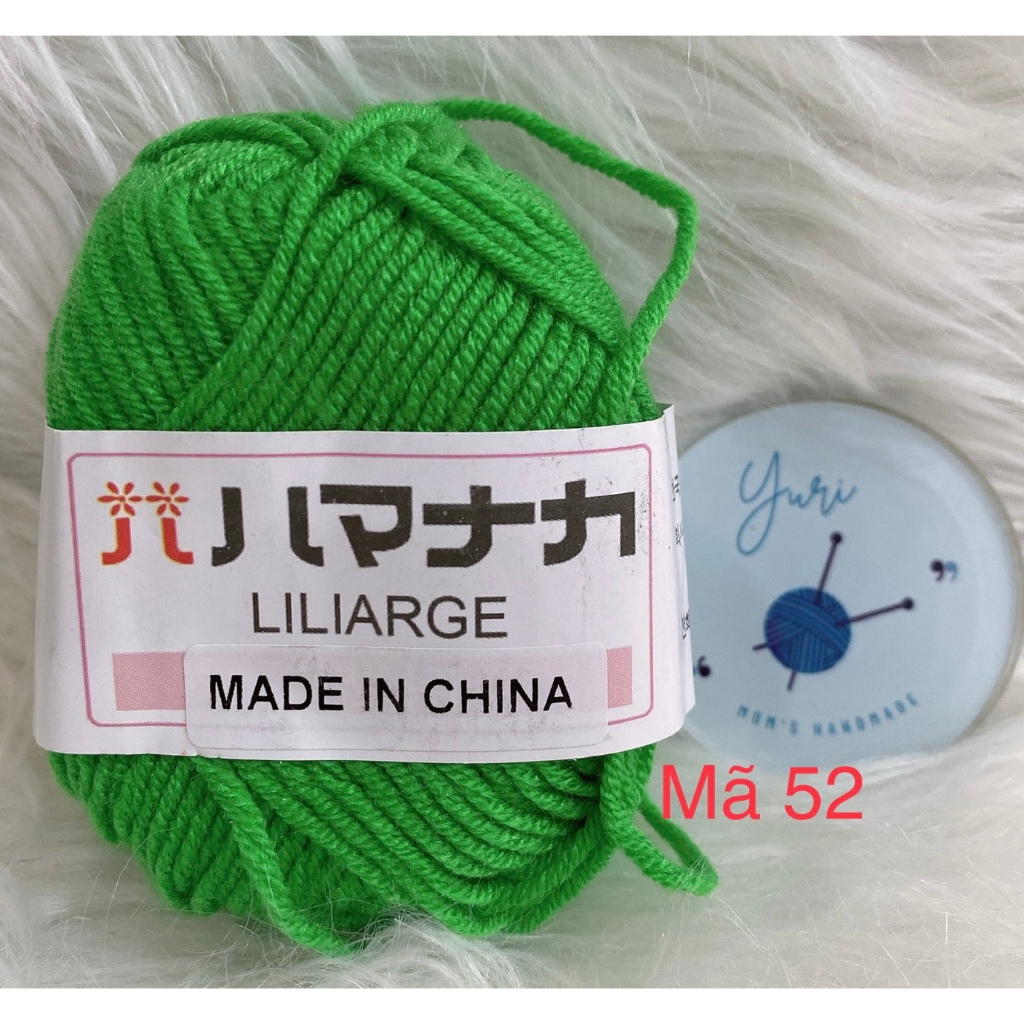 ハマナカ
LILIARGE
MADE IN CHINA
Yuri
MOM'S HANDMADE
Mã 52